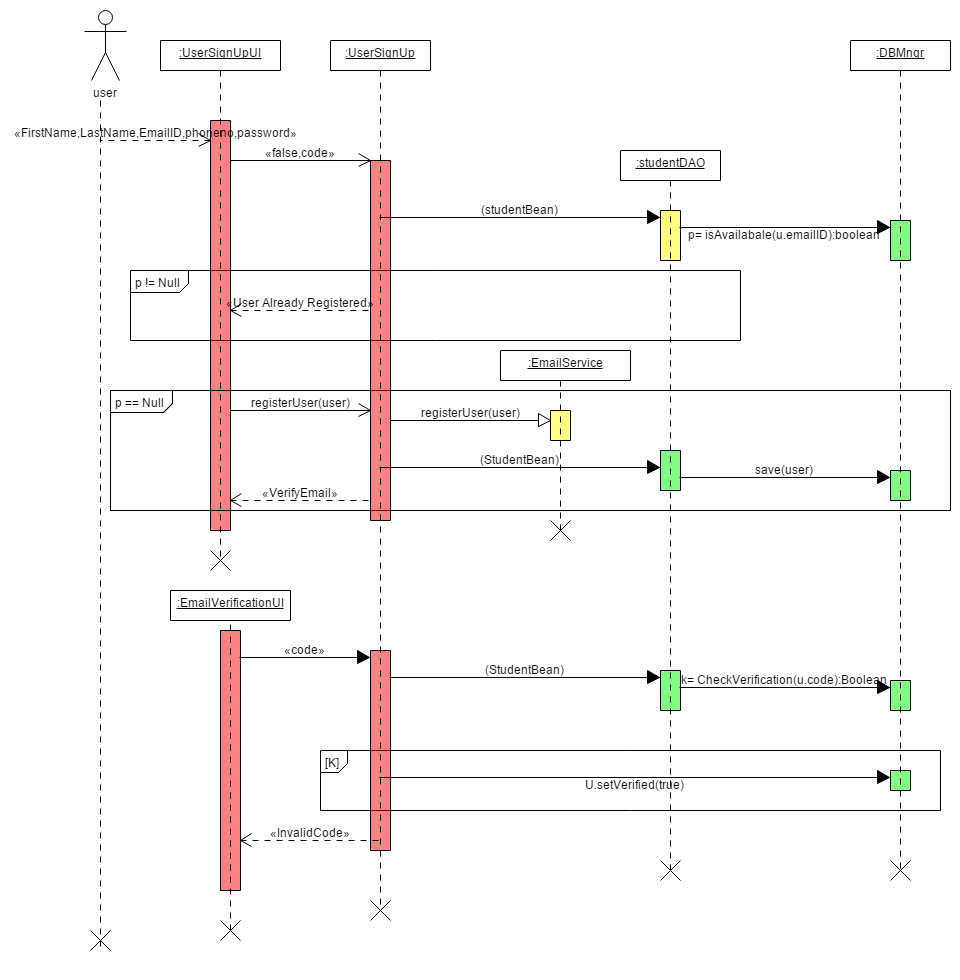 :UserSignUpUI
:UserSignUp
:DBMngr
user
«FirstName,LastName,EmailID,phoneno,password»
«false,code»
:studentDAO
(studentBean)
p= isAvailabale(u.emailID):boolean
p != Null
«User Already Registered»
:EmailService
p == Null
registerUser(user)
registerUser(user)
(StudentBean)
save(user)
«VerifyEmail»
:EmailVerificationUI
«code»
(StudentBean)
k= CheckVerification(u.code):Boolean
[K]
U.setVerified(true)
«InvalidCode»